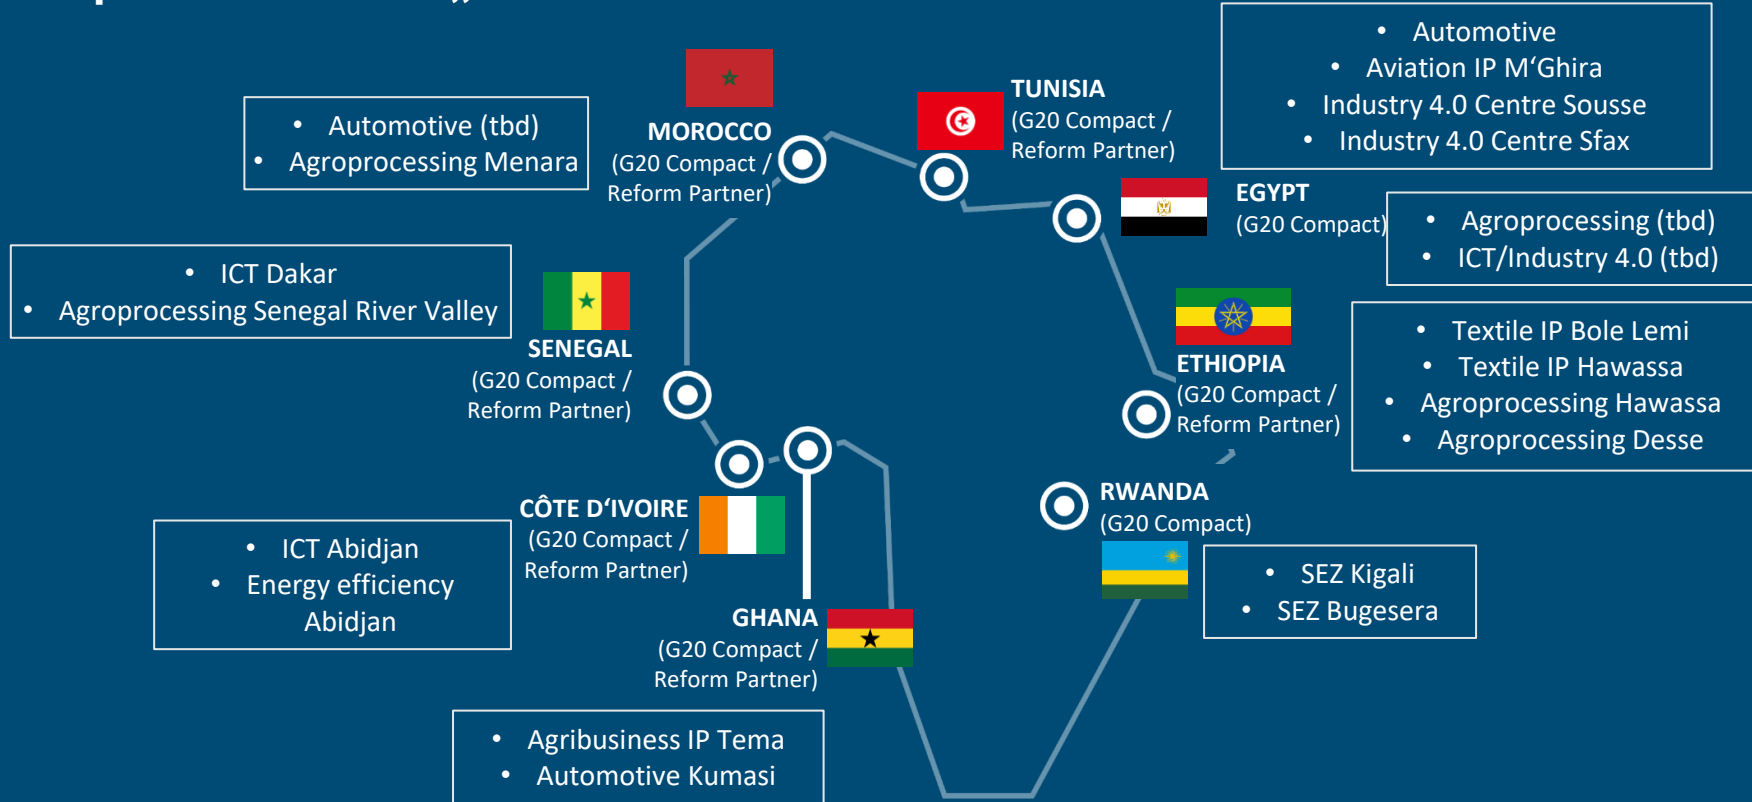 • Automotive
• Aviation IP M‘Ghira
• Industry 4.0 Centre Sousse
• Industry 4.0 Centre Sfax
TUNISIA
(G20 Compact /
Reform Partner)
MOROCCO
(G20 Compact /
Reform Partner)
• Automotive (tbd)
• Agroprocessing Menara
EGYPT
(G20 Compact)
• Agroprocessing (tbd)
• ICT/Industry 4.0 (tbd)
• ICT Dakar
• Agroprocessing Senegal River Valley
SENEGAL
(G20 Compact /
Reform Partner)
ETHIOPIA
(G20 Compact /
Reform Partner)
• Textile IP Bole Lemi
• Textile IP Hawassa
• Agroprocessing Hawassa
• Agroprocessing Desse
RWANDA
(G20 Compact)
• SEZ Kigali
• SEZ Bugesera
CÔTE D‘IVOIRE
(G20 Compact /
Reform Partner)
• ICT Abidjan
• Energy efficiency
Abidjan
GHANA
(G20 Compact /
Reform Partner)
• Agribusiness IP Tema
• Automotive Kumasi